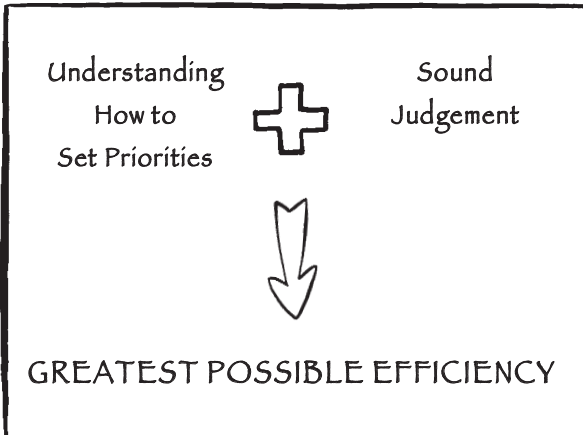 Understanding
How to
Set Priorities
Sound
Judgement
GREATEST POSSIBLE EFFICIENCY